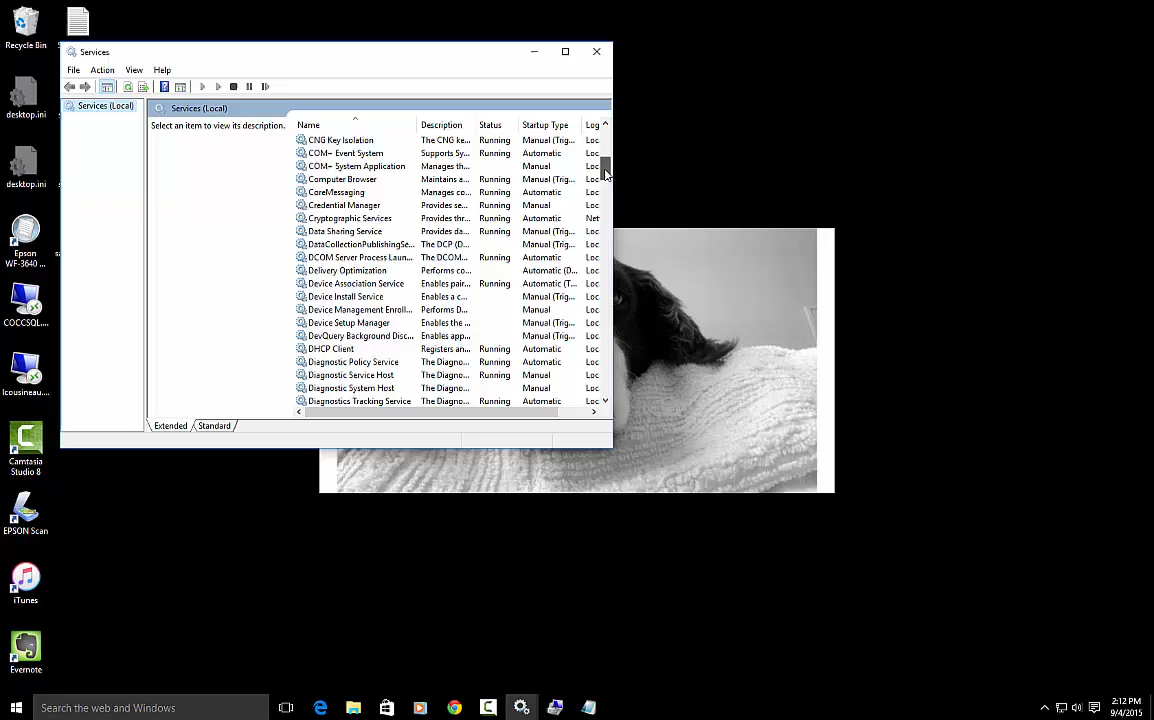 Recycle Bin
desktop.ini
desktop.ini
Epson
WF-3640 ...
COCCSQL...
lcousineau....
Camtasia
Studio 8
EPSON Scan
iTunes
Evernote
Services
File Action View Help
Services (Local)
Services (Local)
Select an item to view its description.
Name Description Status Startup Type Log
CNG Key Isolation The CNG ke... Running Manual (Trig... Loc
COM+ Event System Supports Sy... Running Automatic Loc
COM+ System Application Manages th... Manual Loc
Computer Browser Maintains a... Running Manual (Trig... Loc
CoreMessaging Manages co... Running Automatic Loc
Credential Manager Provides se... Running Manual Loc
Cryptographic Services Provides thr... Running Automatic Net
Data Sharing Service Provides da... Running Manual (Trig... Loc
DataCollectionPublishingSe... The DCP (D... Manual (Trig... Loc
DCOM Server Process Laun... The DCOM... Running Automatic Loc
Delivery Optimization Performs co... Automatic (D... Loc
Device Association Service Enables pair... Running Automatic (T... Loc
Device Install Service Enables a c... Manual (Trig... Loc
Device Management Enroll... Performs D... Manual Loc
Device Setup Manager Enables the ... Manual (Trig... Loc
DevQuery Background Disc... Enables app... Manual (Trig... Loc
DHCP Client Registers an... Running Automatic Loc
Diagnostic Policy Service The Diagno... Running Automatic Loc
Diagnostic Service Host The Diagno... Running Manual Loc
Diagnostic System Host The Diagno... Manual Loc
Diagnostics Tracking Service The Diagno... Running Automatic Loc
Extended Standard
Search the web and Windows
2:12 PM
9/4/2015